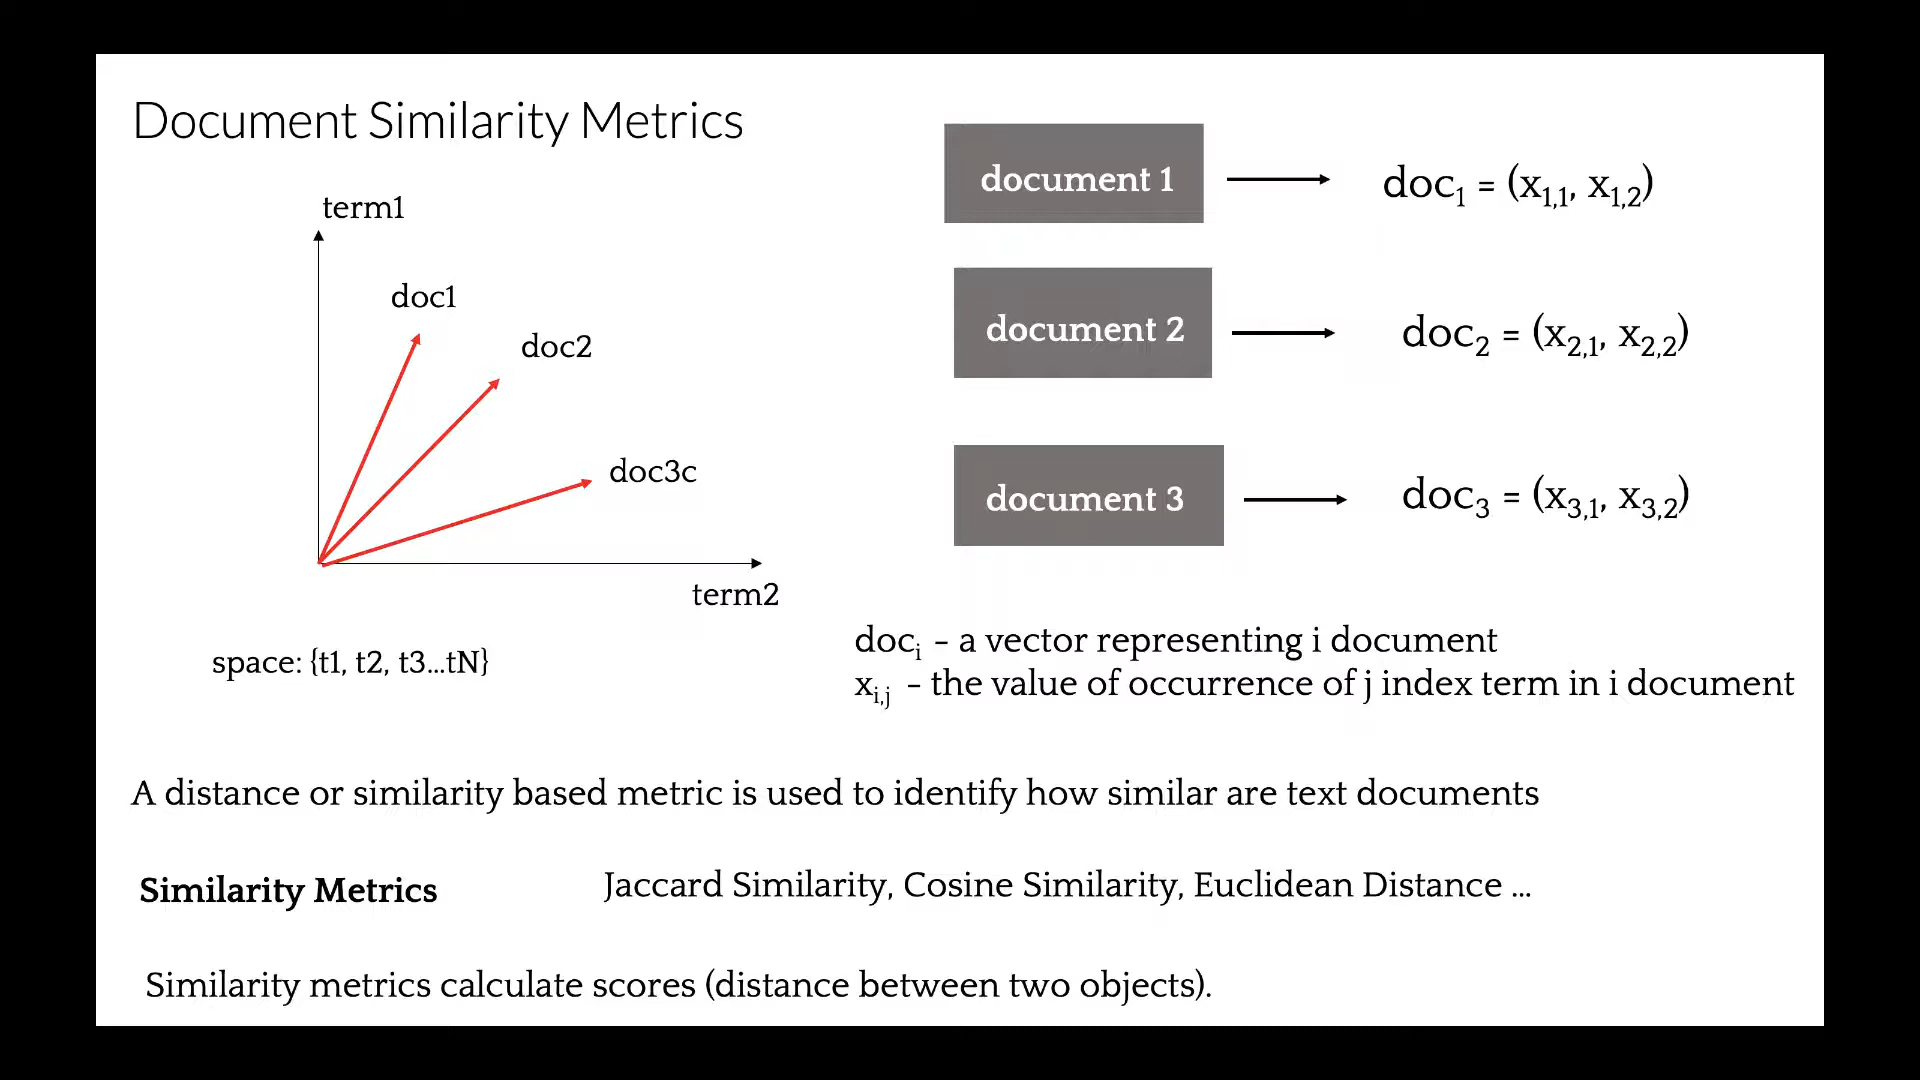 Document Similarity Metrics
term1
doc1
doc2
doc3c
term2
space: {t1, t2, t3...tN}
document 1
doc₁ = (x₁,₁, x₁,₂)
document 2
doc₂ = (x₂,₁, x₂,₂)
document 3
doc₃ = (x₃,₁, x₃,₂)
docᵢ – a vector representing i document
xᵢ,ⱼ – the value of occurrence of j index term in i document
A distance or similarity based metric is used to identify how similar are text documents
Similarity Metrics
Jaccard Similarity, Cosine Similarity, Euclidean Distance ...
Similarity metrics calculate scores (distance between two objects).